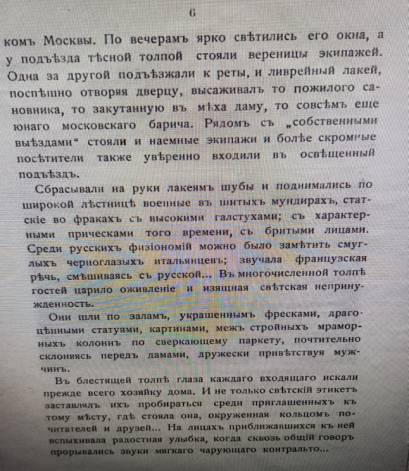 6
комъ Москвы. По вечерамъ ярко свѣтились его окна, а
у подъѣзда тѣсной толпой стояли вереницы экипажей.
Одна за другой подъѣзжали к реты, и ливрейный лакей,
поспѣшно отворяя дверцу, высаживалъ то пожилого са-
новника, то закутанную въ мѣха даму, то совсѣмъ еще
юнаго московскаго барича. Рядомъ съ „собственными
выѣздами“ стояли и наемные экипажи и болѣе скромные
посѣтители также увѣренно входили въ освѣщенный
подъѣздъ.
Сбрасывали на руки лакеямъ шубы и поднимались по
широкой лѣстницѣ военные въ шитыхъ мундирахъ, стат-
скіе во фракахъ съ высокими галстухами; съ характер-
ными прическами того времени, съ бритыми лицами.
Среди русскихъ физіономій можно было замѣтить смуг-
лыхъ черноглазыхъ итальянцевъ; звучала французская
рѣчь, смѣшиваясь съ русской... Въ многочисленной толпѣ
гостей царило оживленіе и изящная свѣтская неприну-
жденность.
Они шли по заламъ, украшеннымъ фресками, драго-
цѣнными статуями, картинами, межъ стройныхъ мрамор-
ныхъ колоннъ по сверкающему паркету, почтительно
склоняясь передъ дамами, дружески привѣтствуя муж-
чинъ.
Въ блестящей толпѣ глаза каждаго входящаго искали
прежде всего хозяйку дома. И не только свѣтскій этикетъ
заставлялъ ихъ пробираться среди приглашенныхъ къ
тому мѣсту, гдѣ стояла она, окруженная кольцомъ по-
читателей и друзей... На лицахъ приближавшихся къ ней
вспыхивала радостная улыбка, когда сквозь общій говоръ
прорывались звуки мягкаго чарующаго контральто...